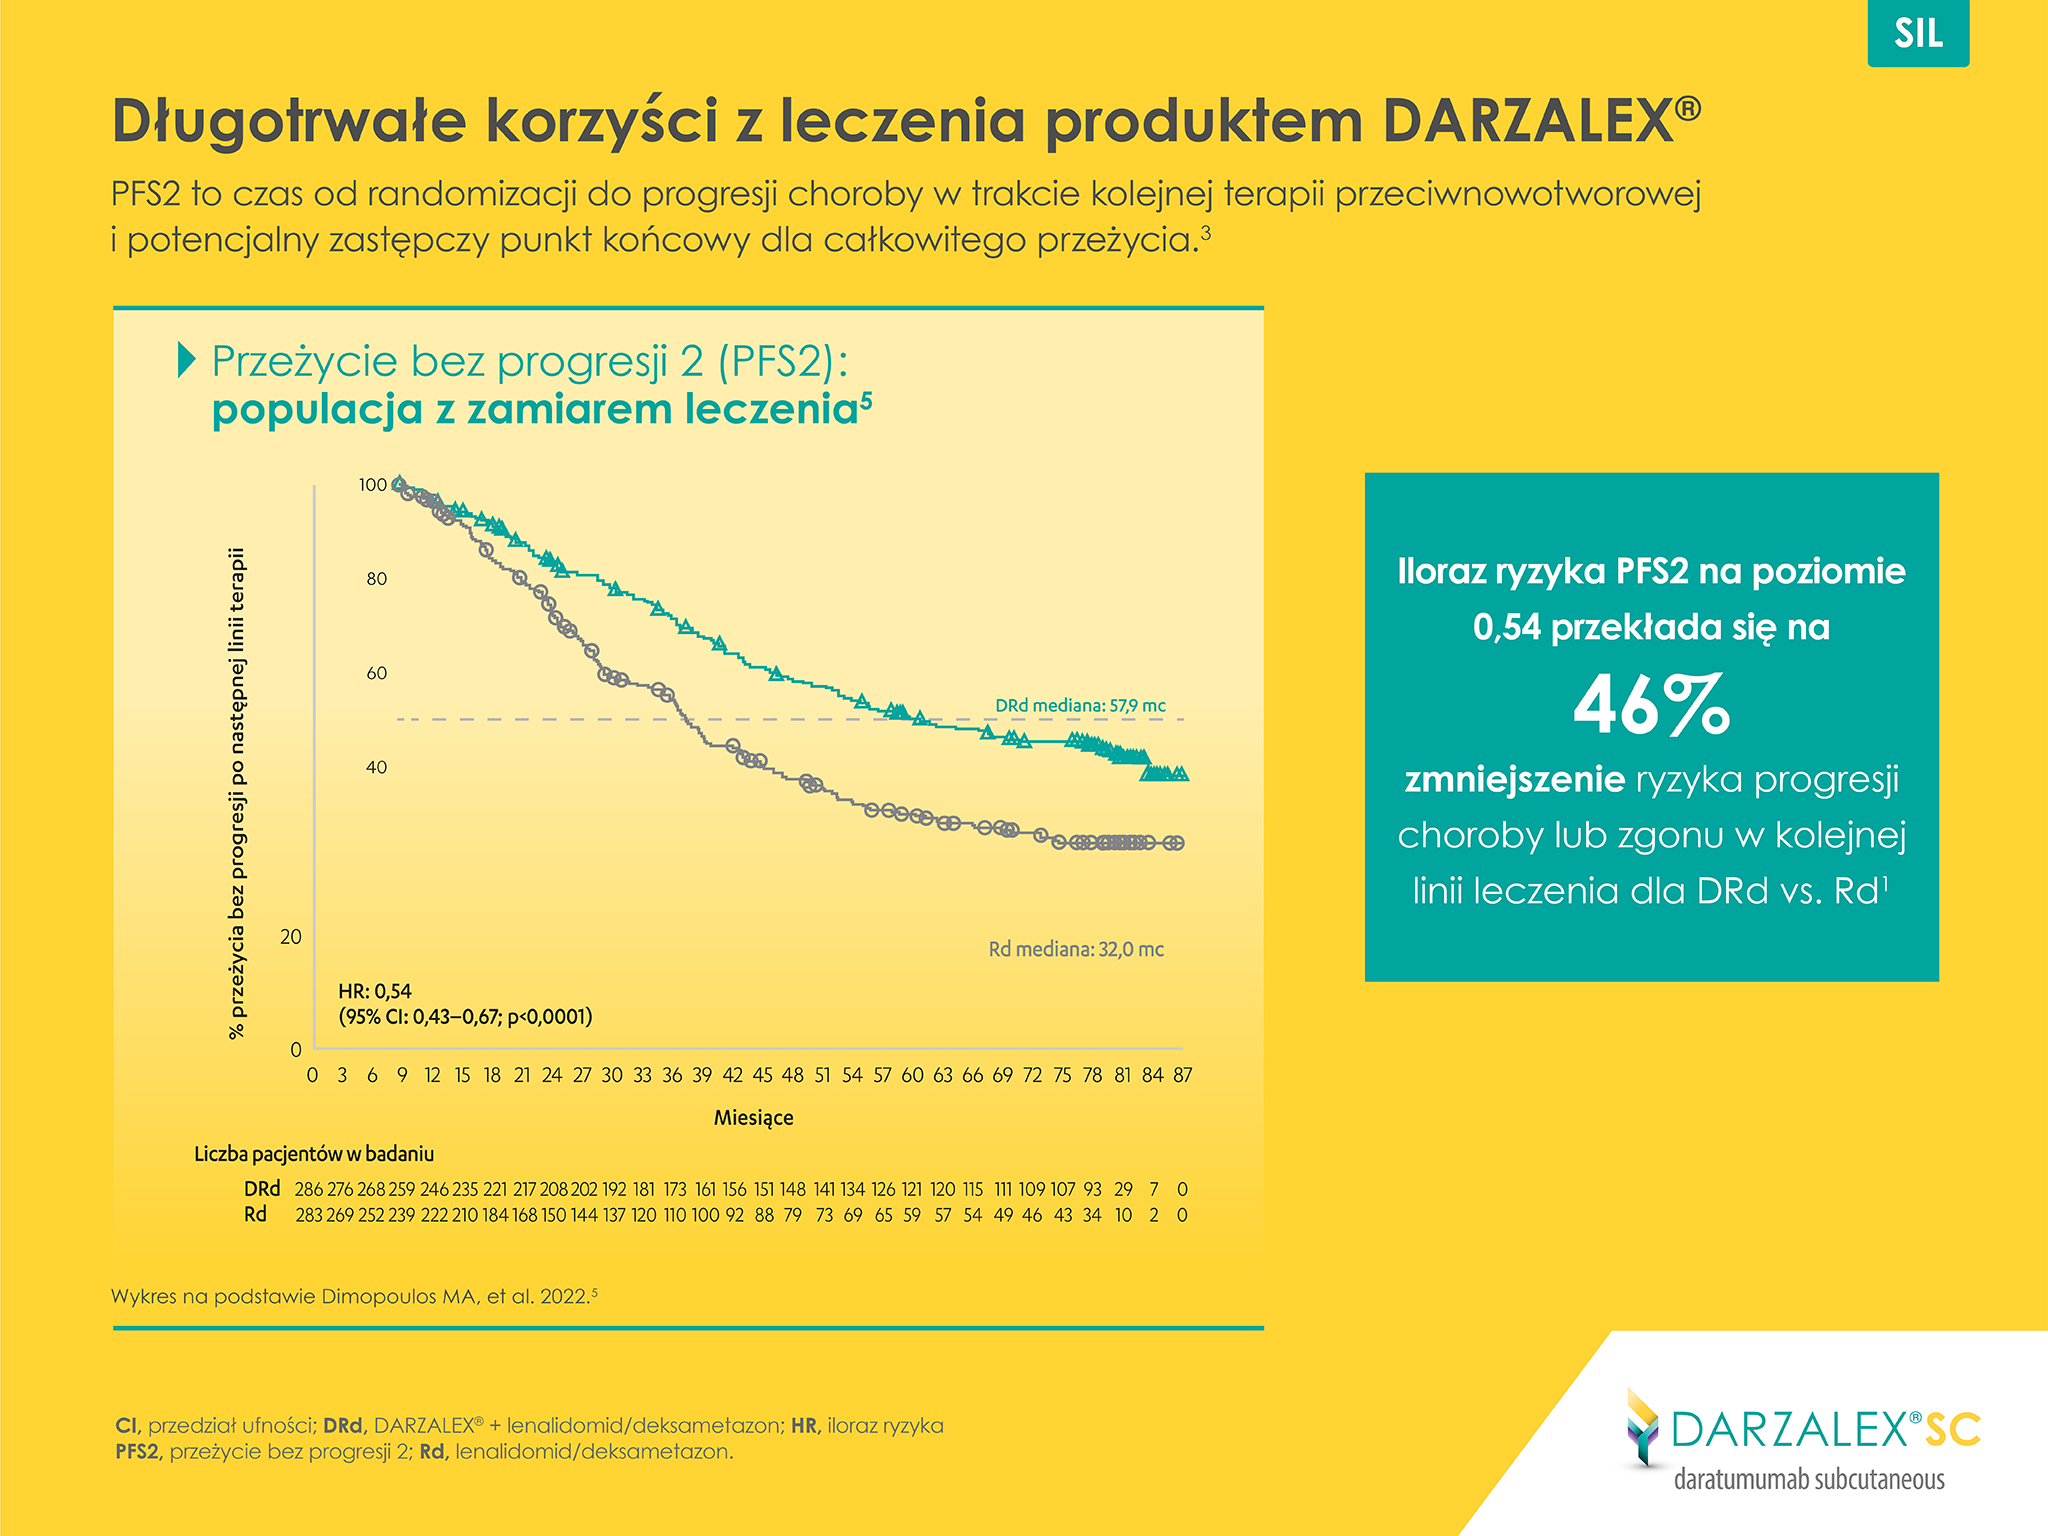 SIL
Długotrwałe korzyści z leczenia produktem DARZALEX®
PFS2 to czas od randomizacji do progresji choroby w trakcie kolejnej terapii przeciwnowotworowej
i potencjalny zastępczy punkt końcowy dla całkowitego przeżycia.³
Przeżycie bez progresji 2 (PFS2):
populacja z zamiarem leczenia⁵
% przeżycia bez progresji po następnej linii terapii
100
80
60
40
20
0
DRd mediana: 57,9 mc
Rd mediana: 32,0 mc
HR: 0,54
(95% CI: 0,43–0,67; p<0,0001)
0 3 6 9 12 15 18 21 24 27 30 33 36 39 42 45 48 51 54 57 60 63 66 69 72 75 78 81 84 87
Miesiące
Liczba pacjentów w badaniu
DRd 286 276 268 259 246 235 221 217 208 202 192 181 173 161 156 151 148 141 134 126 121 120 115 111 109 107 93 29 7 0
Rd 283 269 252 239 222 210 184 168 150 144 137 120 110 100 92 88 79 73 69 65 59 57 54 49 46 43 34 10 2 0
Wykres na podstawie Dimopoulos MA, et al. 2022.⁵
Iloraz ryzyka PFS2 na poziomie
0,54 przekłada się na
46%
zmniejszenie ryzyka progresji
choroby lub zgonu w kolejnej
linii leczenia dla DRd vs. Rd¹
CI, przedział ufności; DRd, DARZALEX® + lenalidomid/deksametazon; HR, iloraz ryzyka
PFS2, przeżycie bez progresji 2; Rd, lenalidomid/deksametazon.
DARZALEX® SC
daratumumab subcutaneous